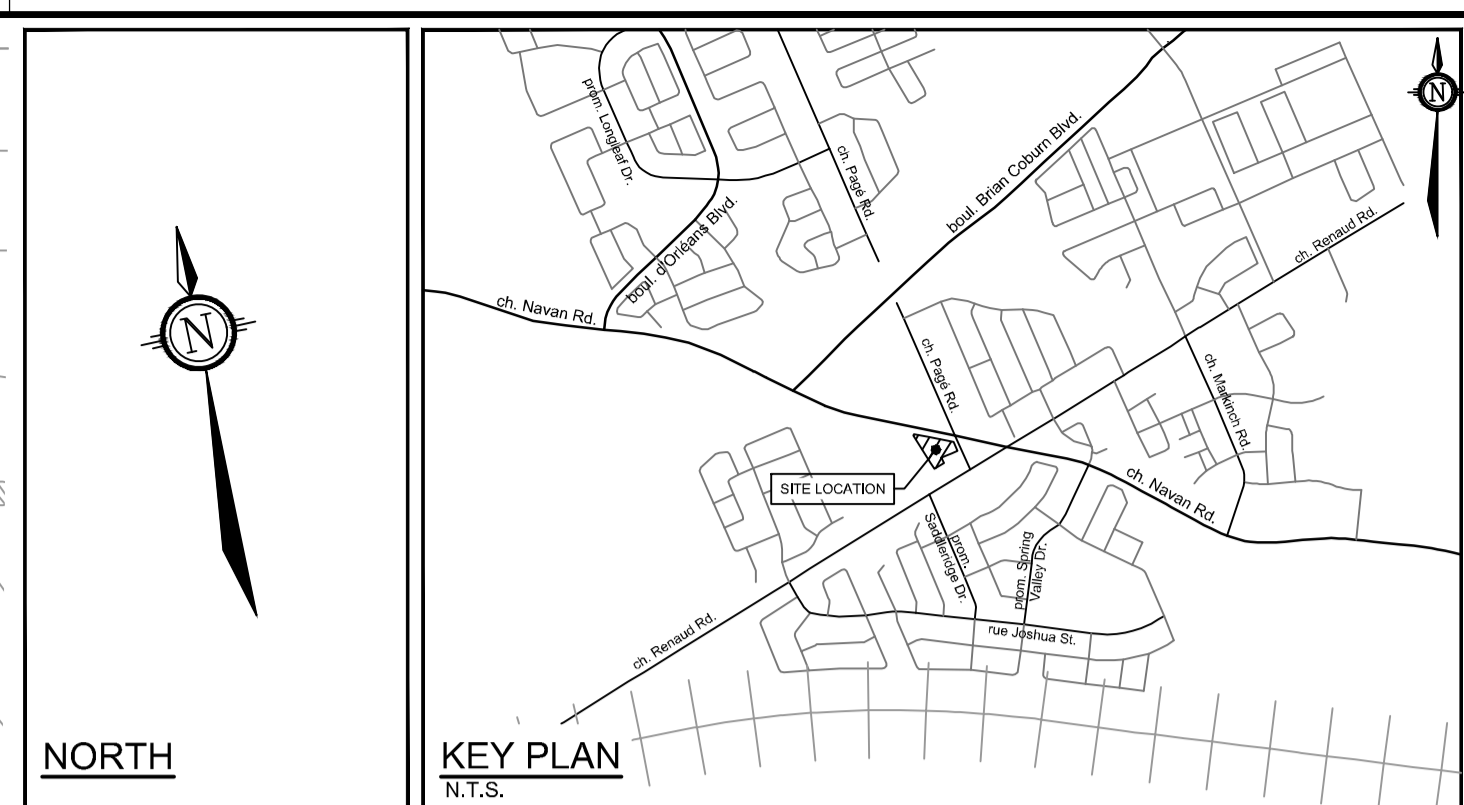 N
NORTH
N
prom. Longleaf Dr.
ch. Pagé Rd.
boul. Brian Coburn Blvd.
boul. d'Orléans Blvd.
ch. Navan Rd.
ch. Renaud Rd.
ch. Pagé Rd.
ch. Markinch Rd.
SITE LOCATION
ch. Navan Rd.
prom.
Saddleridge Dr.
prom. Spring
Valley Dr.
rue Joshua St.
ch. Renaud Rd.
KEY PLAN
N.T.S.